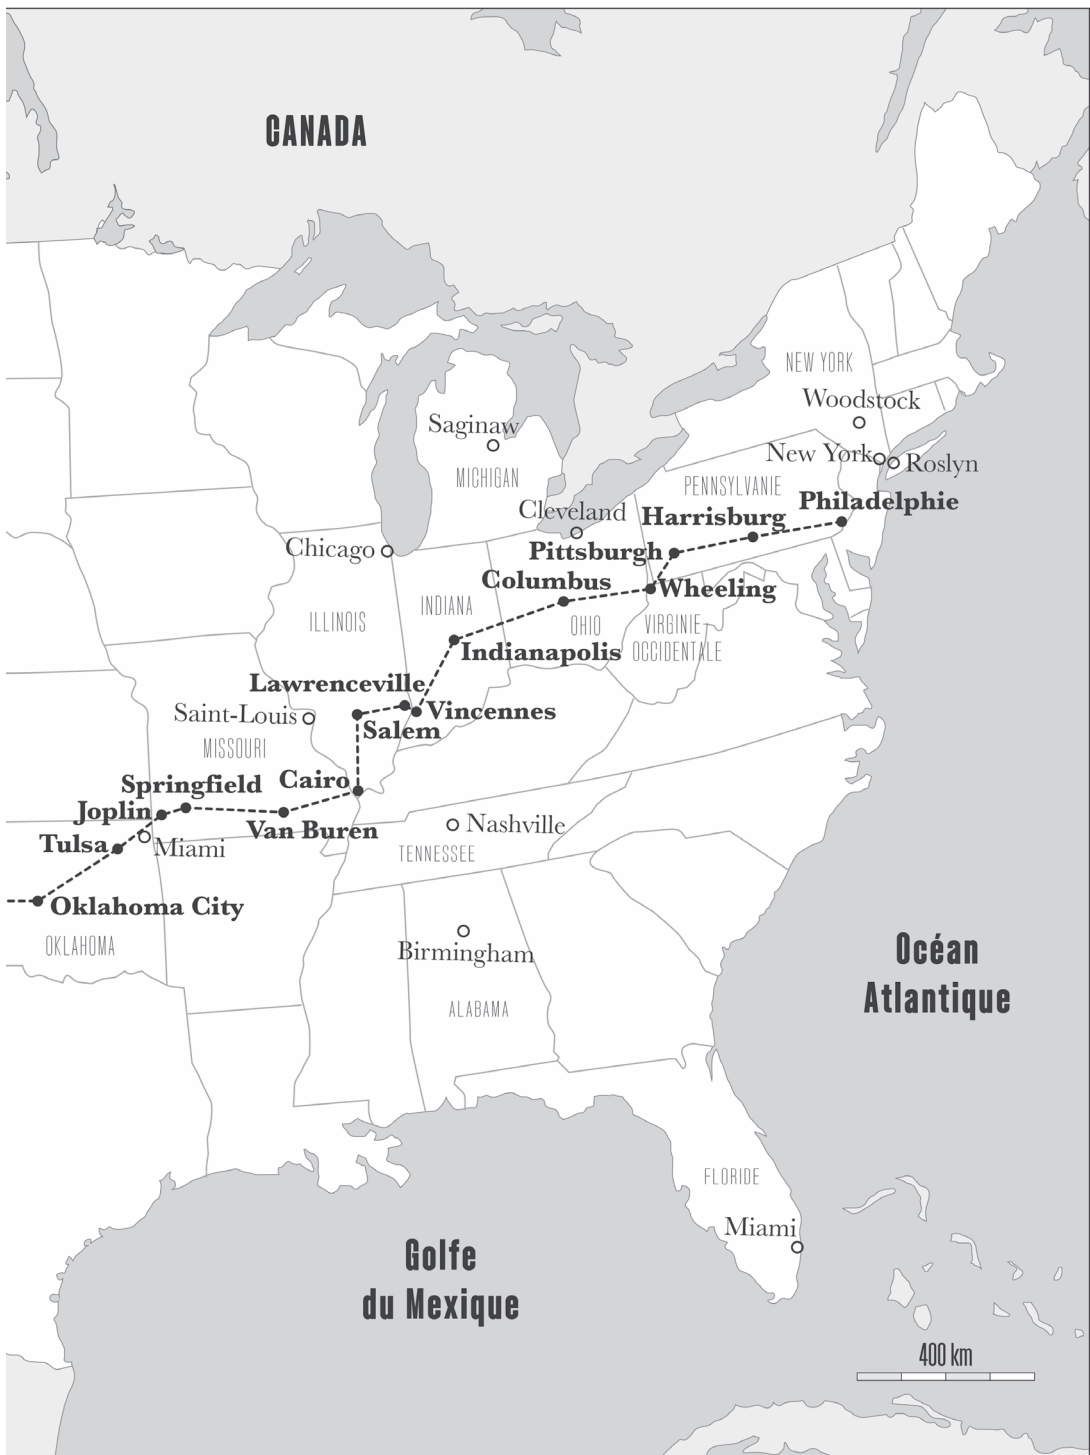 CANADA
NEW YORK
Woodstock
Saginaw
New York
Roslyn
MICHIGAN
PENNSYLVANIE
Philadelphie
Cleveland
Harrisburg
Chicago
Pittsburgh
Columbus
Wheeling
INDIANA
ILLINOIS
OHIO
VIRGINIE-
OCCIDENTALE
Indianapolis
Lawrenceville
Saint-Louis
Vincennes
Salem
MISSOURI
Springfield
Cairo
Joplin
Van Buren
Nashville
Tulsa
Miami
TENNESSEE
Oklahoma City
OKLAHOMA
Birmingham
Océan
Atlantique
ALABAMA
FLORIDE
Miami
Golfe
du Mexique
400 km